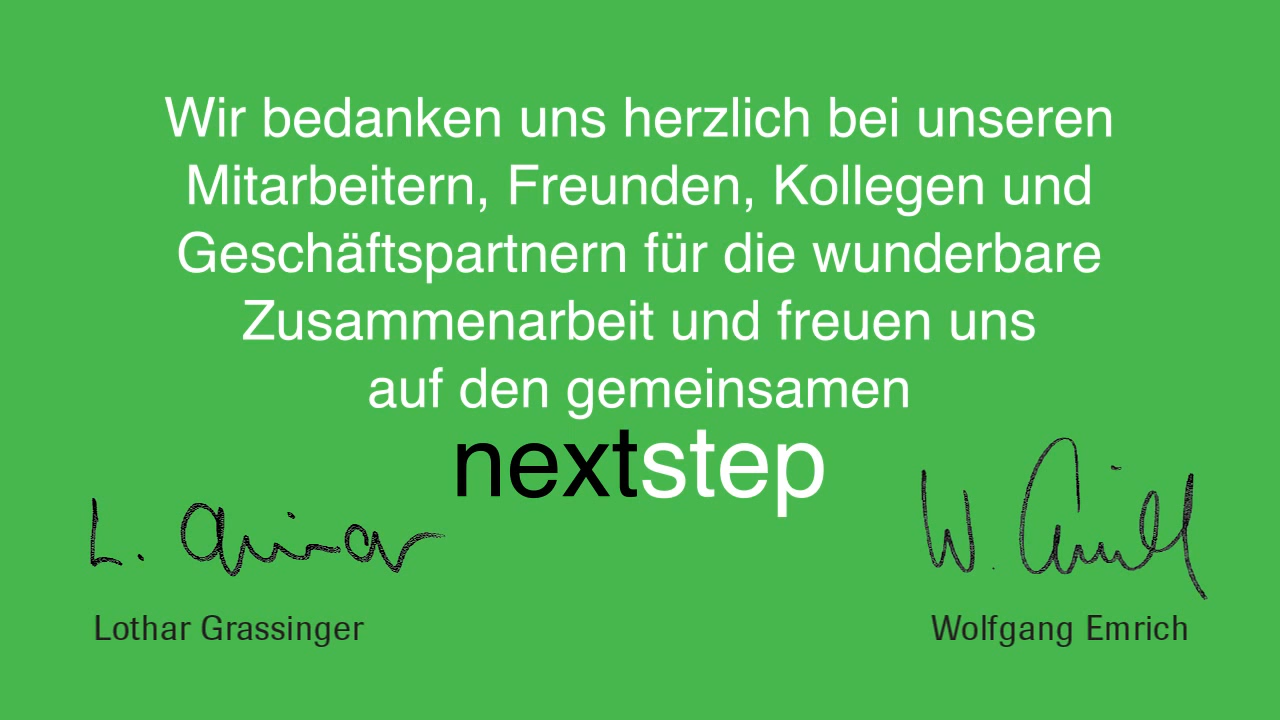 Wir bedanken uns herzlich bei unseren
Mitarbeitern, Freunden, Kollegen und
Geschäftspartnern für die wunderbare
Zusammenarbeit und freuen uns
auf den gemeinsamen
nextstep
Lothar Grassinger
Wolfgang Emrich